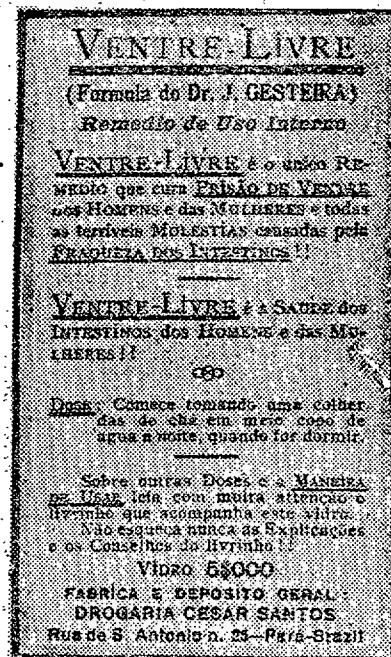 VENTRE-LIVRE
(Formula do Dr. J. GESTEIRA)
Remedio de Uso Interno
VENTRE-LIVRE é o unico RE-
MEDIO que cura PRISÃO DE VENTRE
dos HOMENS e das MULHERES e todas
as terriveis MOLESTIAS causadas pela
FRAQUEZA DOS INTESTINOS!!
VENTRE-LIVRE é a SAUDE dos
INTESTINOS dos HOMENS e das MU-
LHERES!!
DOSE: Comece tomando uma colher
das de chá em meio copo de
agua á noite, quando for dormir.
Sobre outras Doses e a MANEIRA
DE USAR leia com muita attenção o
livrinho que acompanha este vidro.
Não esqueça nunca as Explicações
e os Conselhos do livrinho!!
VIDRO 5$000
FABRICA E DEPOSITO GERAL:
DROGARIA CESAR SANTOS
Rua de S. Antonio n. 25—Pará-Brazil